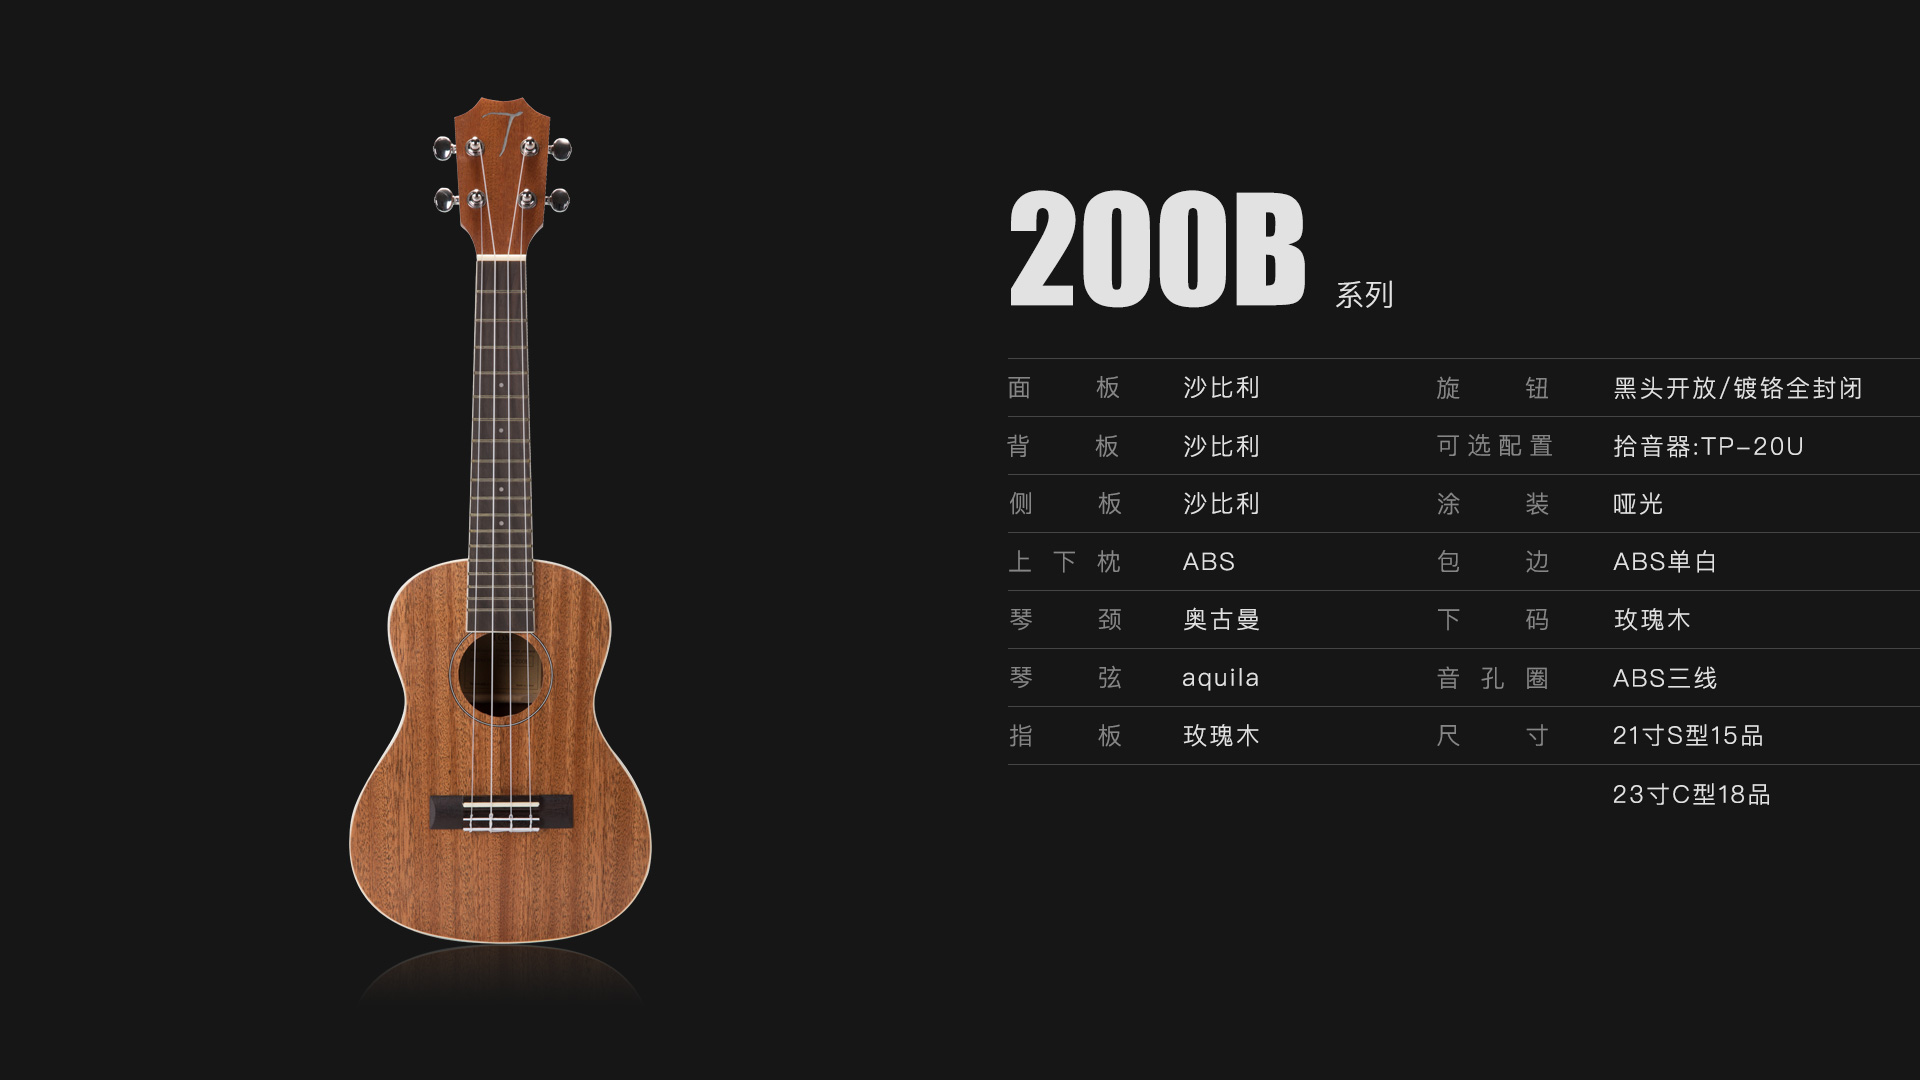 T
200B 系列
面板 沙比利 旋钮 黑头开放/镀铬全封闭
背板 沙比利 可选配置 拾音器:TP-20U
侧板 沙比利 涂装 哑光
上下枕 ABS 包边 ABS单白
琴颈 奥古曼 下码 玫瑰木
琴弦 aquila 音孔圈 ABS三线
指板 玫瑰木 尺寸 21寸S型15品
23寸C型18品